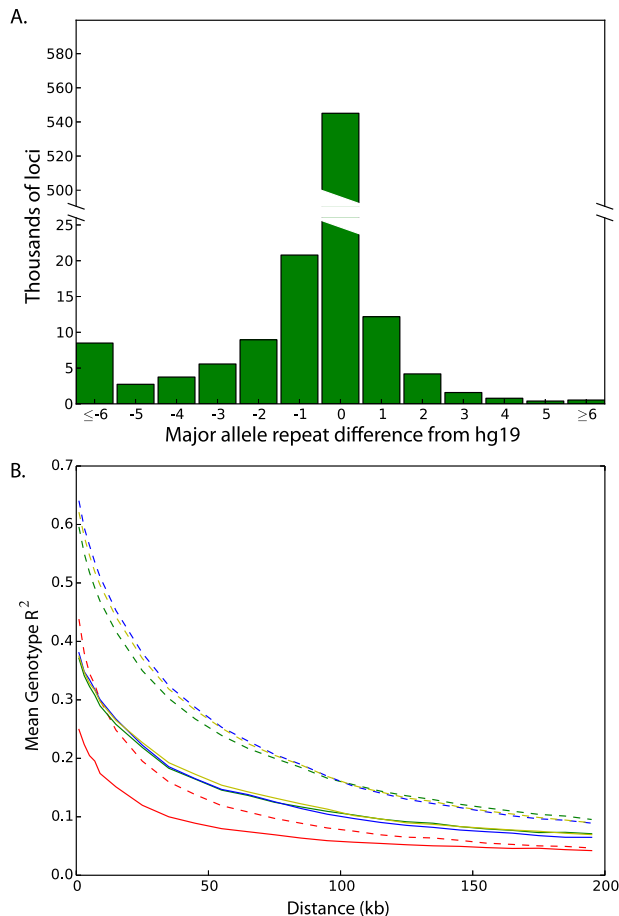 A.
Thousands of loci
580
560
540
520
500
25
20
15
10
5
0
≤-6 -5 -4 -3 -2 -1 0 1 2 3 4 5 ≥6
Major allele repeat difference from hg19
B.
Mean Genotype R²
0.7
0.6
0.5
0.4
0.3
0.2
0.1
0.0
0 50 100 150 200
Distance (kb)